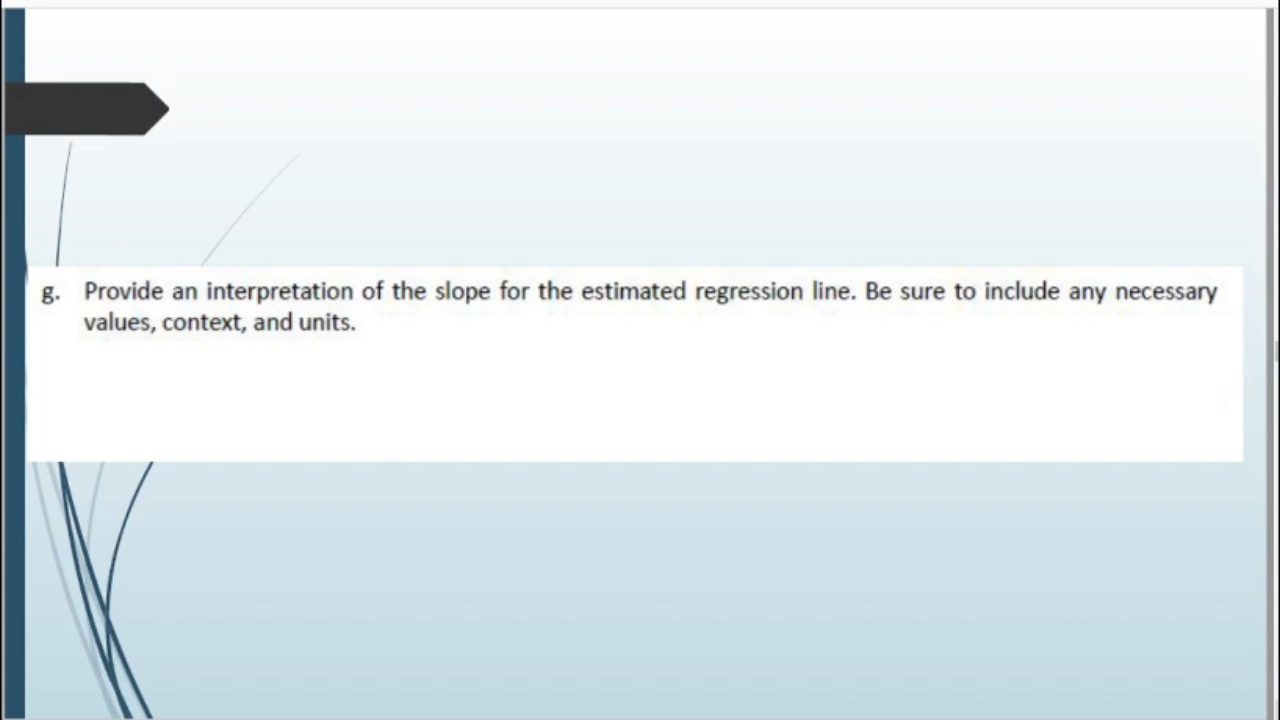 g. Provide an interpretation of the slope for the estimated regression line. Be sure to include any necessary
values, context, and units.